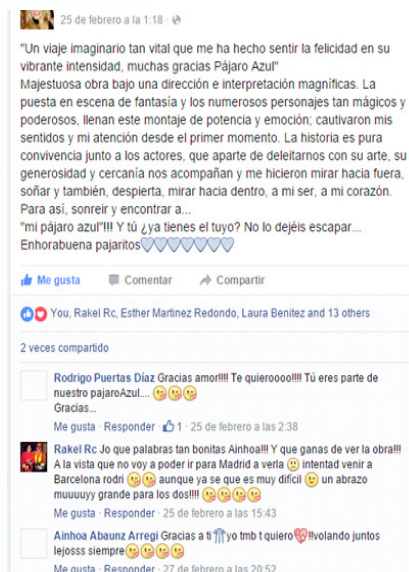 25 de febrero a la 1:18 ·
"Un viaje imaginario tan vital que me ha hecho sentir la felicidad en su
vibrante intensidad, muchas gracias Pájaro Azul"
Majestuosa obra bajo una dirección e interpretación magníficas. La
puesta en escena de fantasía y los numerosos personajes tan mágicos y
poderosos, llenan este montaje de potencia y emoción; cautivaron mis
sentidos y mi atención desde el primer momento. La historia es pura
convivencia junto a los actores, que aparte de deleitarnos con su arte, su
generosidad y cercanía nos acompañan y me hicieron mirar hacia fuera,
soñar y también, despierta, mirar hacia dentro, a mi ser, a mi corazón.
Para así, sonreir y encontrar a...
"mi pájaro azul"!!! Y tú ¿ya tienes el tuyo? No lo dejéis escapar...
Enhorabuena pajaritos
Me gusta Comentar Compartir
You, Rakel Rc, Esther Martinez Redondo, Laura Benitez and 13 others
2 veces compartido
Rodrigo Puertas Díaz Gracias amor!!!! Te quieroooo!!!! Tú eres parte de
nuestro pajaroAzul....
Gracias...
Me gusta · Responder · 1 · 25 de febrero a las 2:38
Rakel Rc Jo que palabras tan bonitas Ainhoa!!! Y que ganas de ver la obra!!!
A la vista que no voy a poder ir para Madrid a verla intentad venir a
Barcelona rodri aunque ya se que es muy difícil un abrazo
muuuuyy grande para los dos!!!!
Me gusta · Responder · 25 de febrero a las 15:43
Ainhoa Abaunz Arregi Gracias a ti yo tmb t quiero !!volando juntos
lejosss siempre
Me gusta · Responder · 27 de febrero a las 20:52